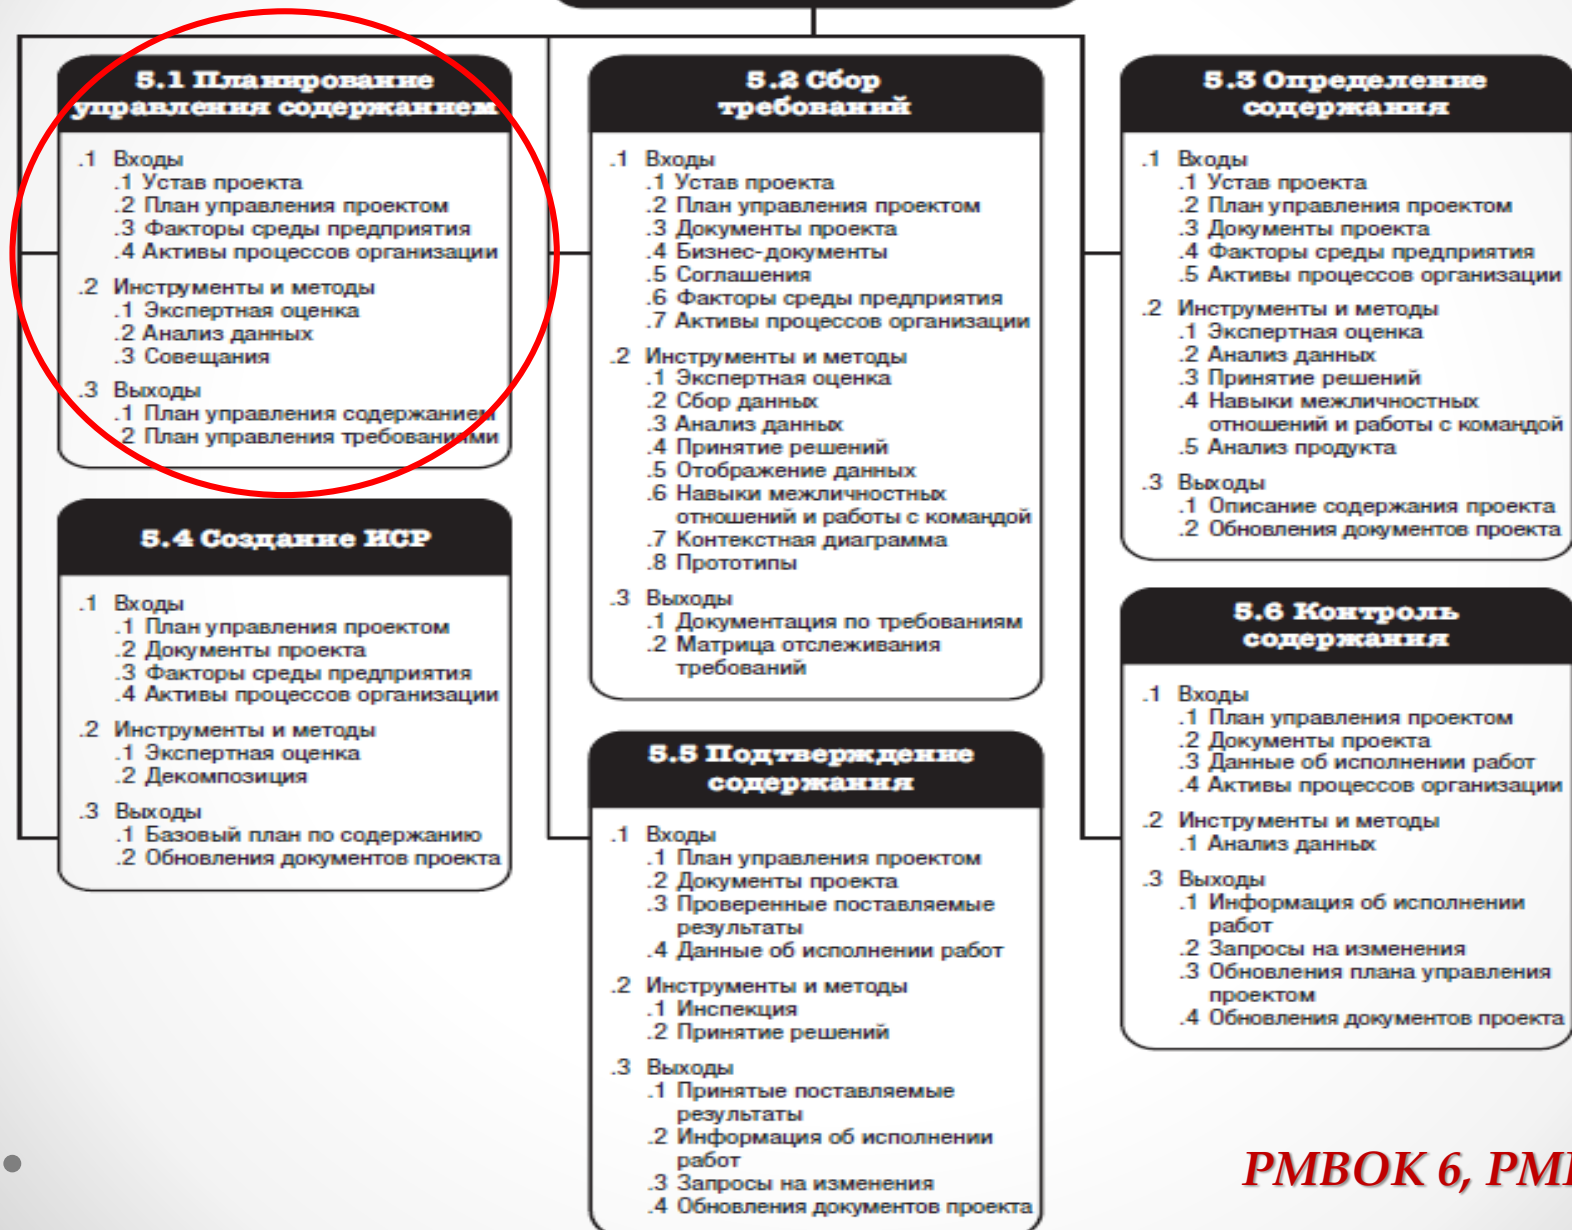 5.1 Планирование
управления содержанием
.1 Входы
.1 Устав проекта
.2 План управления проектом
.3 Факторы среды предприятия
.4 Активы процессов организации
.2 Инструменты и методы
.1 Экспертная оценка
.2 Анализ данных
.3 Совещания
.3 Выходы
.1 План управления содержанием
.2 План управления требованиями
5.4 Создание ИСР
.1 Входы
.1 План управления проектом
.2 Документы проекта
.3 Факторы среды предприятия
.4 Активы процессов организации
.2 Инструменты и методы
.1 Экспертная оценка
.2 Декомпозиция
.3 Выходы
.1 Базовый план по содержанию
.2 Обновления документов проекта
5.2 Сбор
требований
.1 Входы
.1 Устав проекта
.2 План управления проектом
.3 Документы проекта
.4 Бизнес-документы
.5 Соглашения
.6 Факторы среды предприятия
.7 Активы процессов организации
.2 Инструменты и методы
.1 Экспертная оценка
.2 Сбор данных
.3 Анализ данных
.4 Принятие решений
.5 Отображение данных
.6 Навыки межличностных
отношений и работы с командой
.7 Контекстная диаграмма
.8 Прототипы
.3 Выходы
.1 Документация по требованиям
.2 Матрица отслеживания
требований
5.5 Подтверждение
содержания
.1 Входы
.1 План управления проектом
.2 Документы проекта
.3 Проверенные поставляемые
результаты
.4 Данные об исполнении работ
.2 Инструменты и методы
.1 Инспекция
.2 Принятие решений
.3 Выходы
.1 Принятые поставляемые
результаты
.2 Информация об исполнении
работ
.3 Запросы на изменения
.4 Обновления документов проекта
5.3 Определение
содержания
.1 Входы
.1 Устав проекта
.2 План управления проектом
.3 Документы проекта
.4 Факторы среды предприятия
.5 Активы процессов организации
.2 Инструменты и методы
.1 Экспертная оценка
.2 Анализ данных
.3 Принятие решений
.4 Навыки межличностных
отношений и работы с командой
.5 Анализ продукта
.3 Выходы
.1 Описание содержания проекта
.2 Обновления документов проекта
5.6 Контроль
содержания
.1 Входы
.1 План управления проектом
.2 Документы проекта
.3 Данные об исполнении работ
.4 Активы процессов организации
.2 Инструменты и методы
.1 Анализ данных
.3 Выходы
.1 Информация об исполнении
работ
.2 Запросы на изменения
.3 Обновления плана управления
проектом
.4 Обновления документов проекта
PMBOK 6, PMI